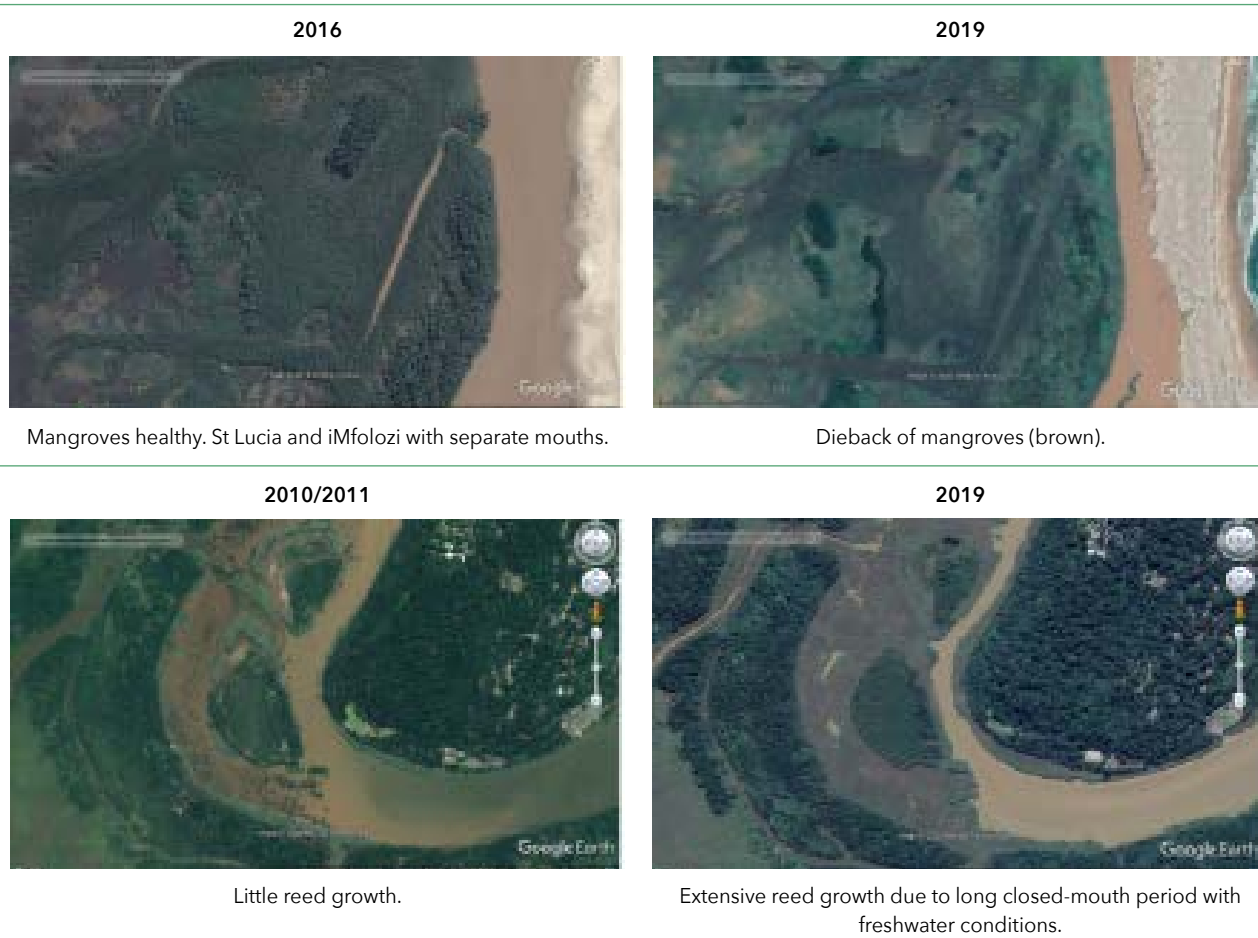 2016
2019
Google
Mangroves healthy. St Lucia and iMfolozi with separate mouths.
Dieback of mangroves (brown).
2010/2011
2019
Google Earth
Google Earth
Little reed growth.
Extensive reed growth due to long closed-mouth period with
freshwater conditions.